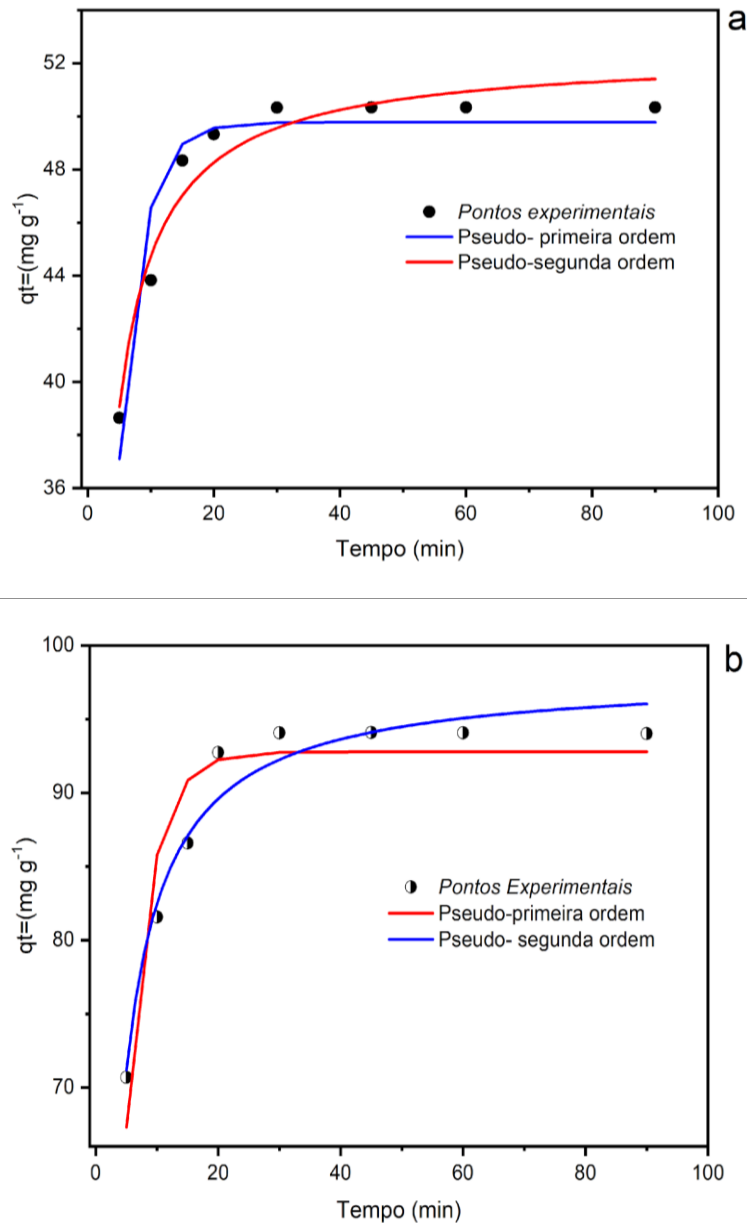 a
52
48
44
40
36
qt=(mg g⁻¹)
Pontos experimentais
Pseudo- primeira ordem
Pseudo-segunda ordem
0 20 40 60 80 100
Tempo (min)
b
100
90
80
70
qt=(mg g⁻¹)
Pontos Experimentais
Pseudo-primeira ordem
Pseudo- segunda ordem
0 20 40 60 80 100
Tempo (min)